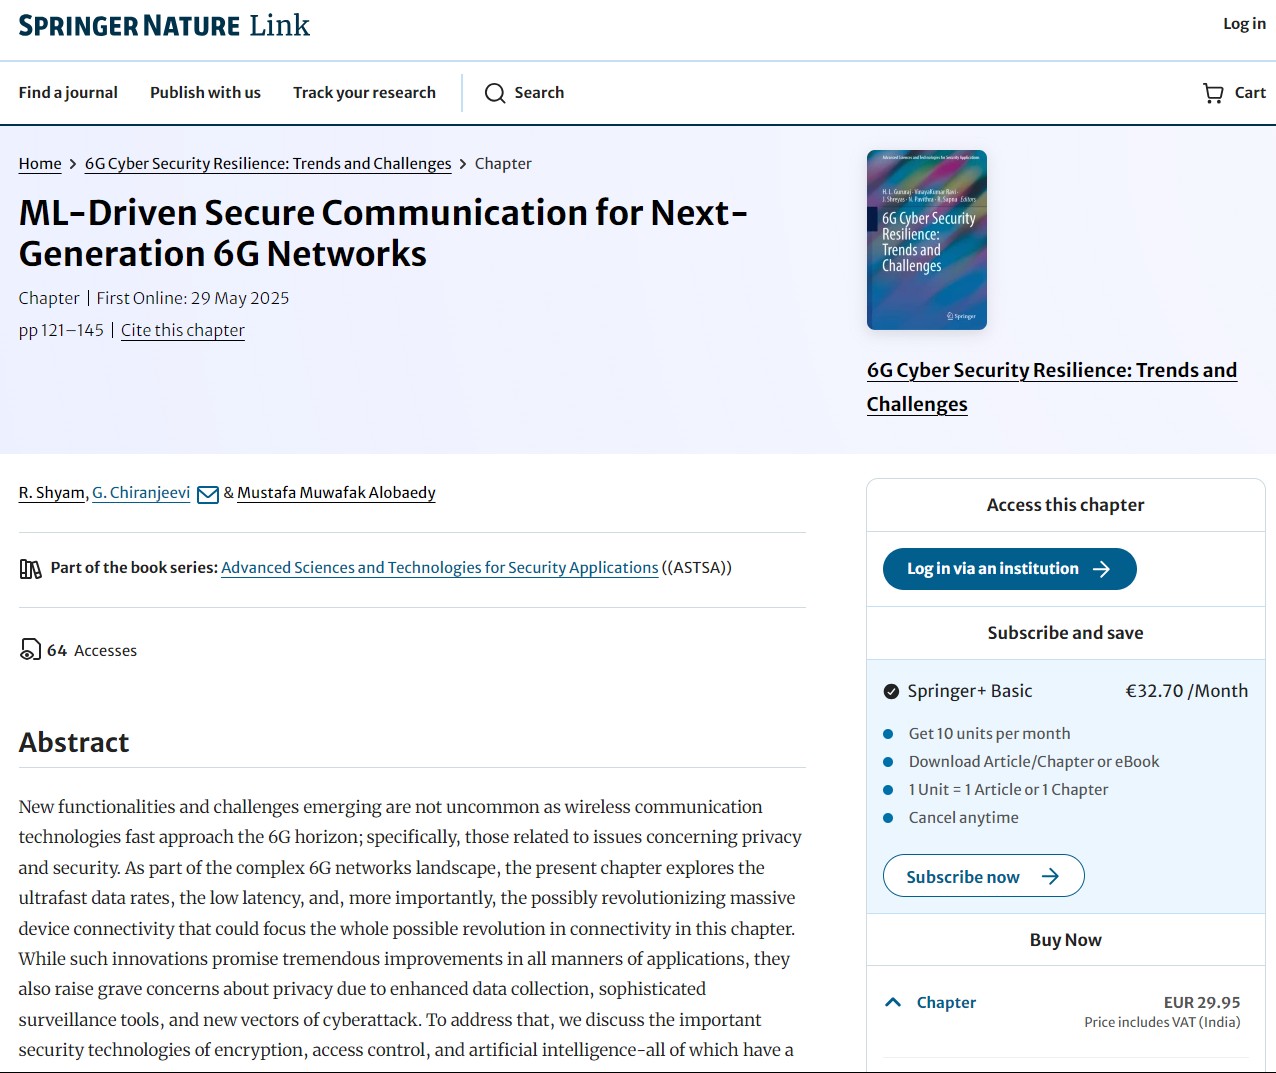 SPRINGER NATURE Link
Log in
Find a journal
Publish with us
Track your research
Search
Cart
Home > 6G Cyber Security Resilience: Trends and Challenges > Chapter
ML-Driven Secure Communication for Next-
Generation 6G Networks
Chapter | First Online: 29 May 2025
pp 121–145 | Cite this chapter
Advanced Sciences and Technologies for Security Applications
H. L. Gururaj · Vinayakumar Ravi ·
J. Shreyas · N. Pavithra · R. Sapna Editors
6G Cyber Security
Resilience:
Trends and
Challenges
Springer
6G Cyber Security Resilience: Trends and
Challenges
R. Shyam, G. Chiranjeevi & Mustafa Muwafak Alobaedy
Part of the book series: Advanced Sciences and Technologies for Security Applications ((ASTSA))
64 Accesses
Abstract
New functionalities and challenges emerging are not uncommon as wireless communication
technologies fast approach the 6G horizon; specifically, those related to issues concerning privacy
and security. As part of the complex 6G networks landscape, the present chapter explores the
ultrafast data rates, the low latency, and, more importantly, the possibly revolutionizing massive
device connectivity that could focus the whole possible revolution in connectivity in this chapter.
While such innovations promise tremendous improvements in all manners of applications, they
also raise grave concerns about privacy due to enhanced data collection, sophisticated
surveillance tools, and new vectors of cyberattack. To address that, we discuss the important
security technologies of encryption, access control, and artificial intelligence-all of which have a
Access this chapter
Log in via an institution
Subscribe and save
Springer+ Basic
€32.70 /Month
Get 10 units per month
Download Article/Chapter or eBook
1 Unit = 1 Article or 1 Chapter
Cancel anytime
Subscribe now
Buy Now
Chapter
EUR 29.95
Price includes VAT (India)